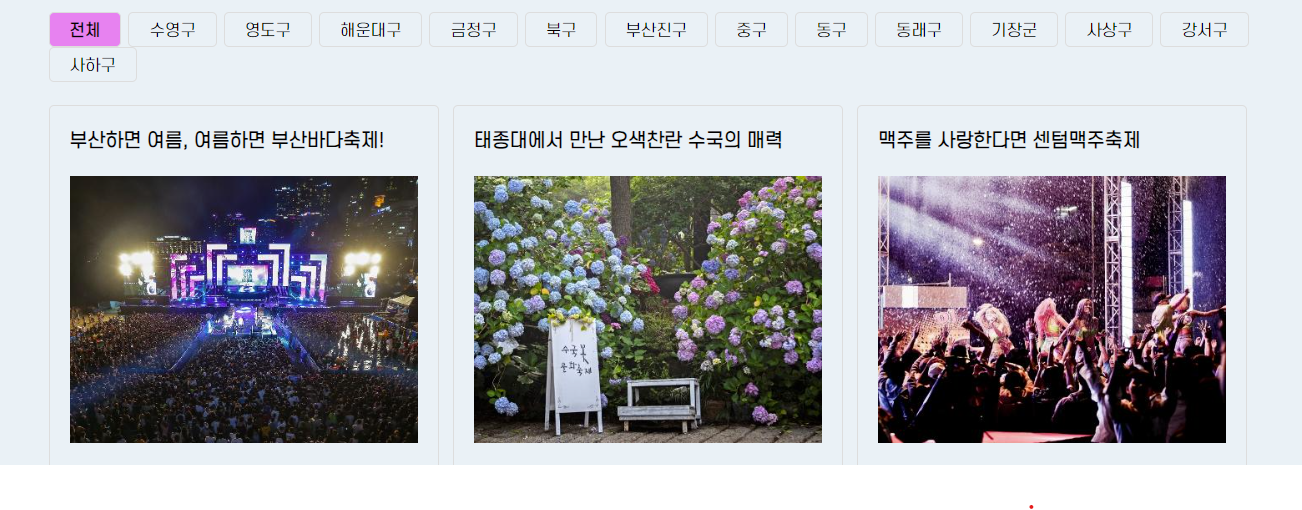 전체 수영구 영도구 해운대구 금정구 북구 부산진구 중구 동구 동래구 기장군 사상구 강서구
사하구
부산하면 여름, 여름하면 부산바다축제!
태종대에서 만난 오색찬란 수국의 매력
맥주를 사랑한다면 센텀맥주축제
수국
문화축제